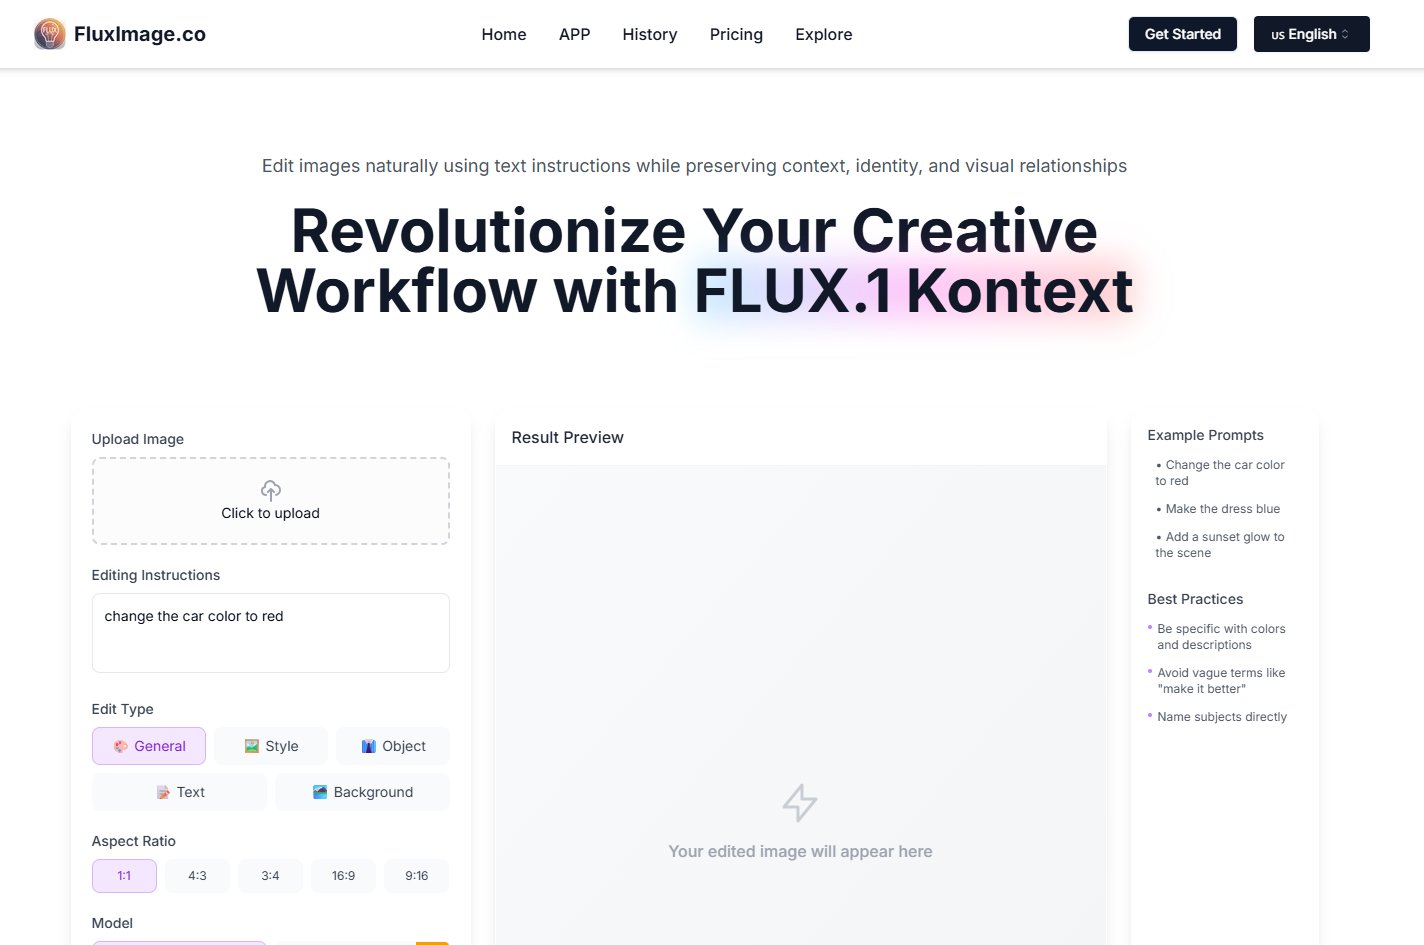 FLUX
FluxImage.co
Home
APP
History
Pricing
Explore
Get Started
US English
Edit images naturally using text instructions while preserving context, identity, and visual relationships
Revolutionize Your Creative
Workflow with FLUX.1 Kontext
Upload Image
Click to upload
Editing Instructions
change the car color to red
Edit Type
General
Style
Object
Text
Background
Aspect Ratio
1:1
4:3
3:4
16:9
9:16
Model
Result Preview
Your edited image will appear here
Example Prompts
• Change the car color
to red
• Make the dress blue
• Add a sunset glow to
the scene
Best Practices
• Be specific with colors
and descriptions
• Avoid vague terms like
"make it better"
• Name subjects directly